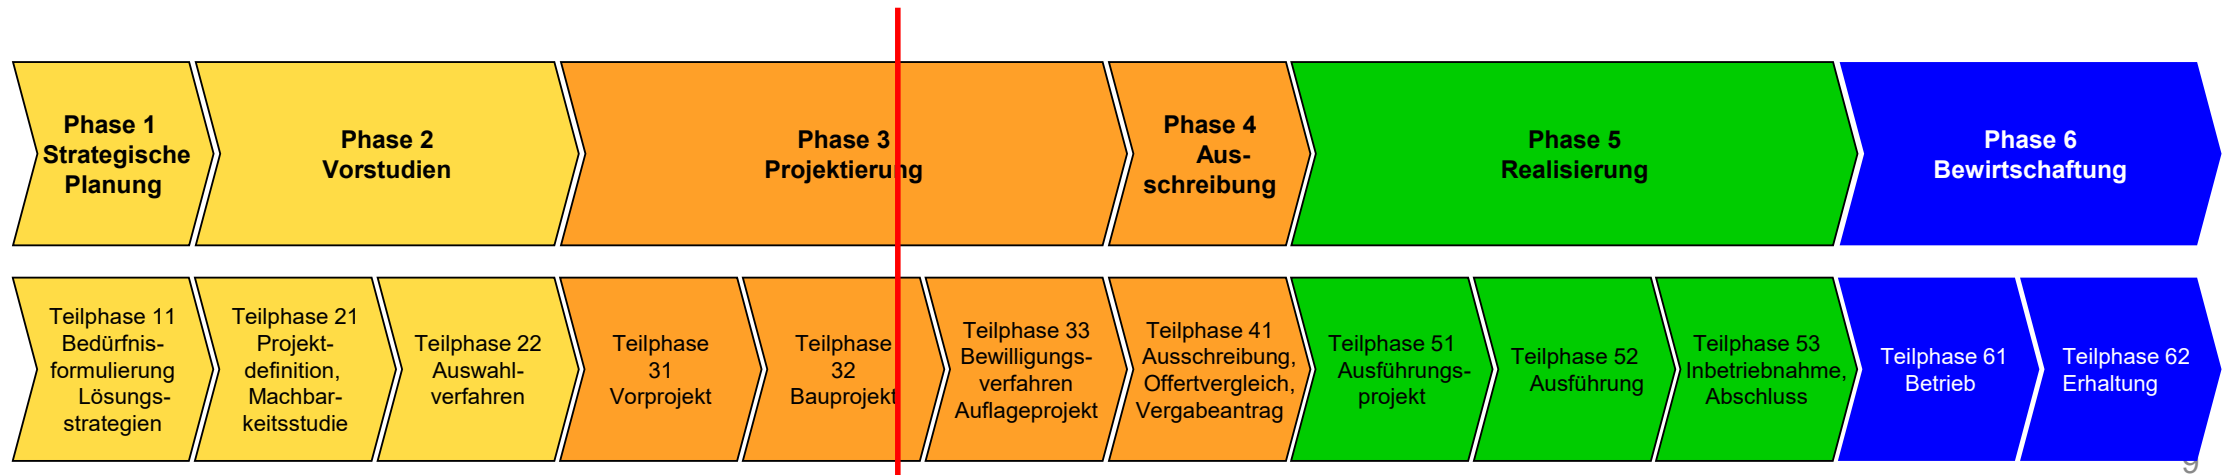 Phase 1
Strategische
Planung
Phase 2
Vorstudien
Phase 3
Projektierung
Phase 4
Aus-
schreibung
Phase 5
Realisierung
Phase 6
Bewirtschaftung
Teilphase 11
Bedürfnis-
formulierung
Lösungs-
strategien
Teilphase 21
Projekt-
definition,
Machbar-
keitsstudie
Teilphase 22
Auswahl-
verfahren
Teilphase
31
Vorprojekt
Teilphase
32
Bauprojekt
Teilphase 33
Bewilligungs-
verfahren
Auflageprojekt
Teilphase 41
Ausschreibung,
Offertvergleich,
Vergabeantrag
Teilphase 51
Ausführungs-
projekt
Teilphase 52
Ausführung
Teilphase 53
Inbetriebnahme,
Abschluss
Teilphase 61
Betrieb
Teilphase 62
Erhaltung
9